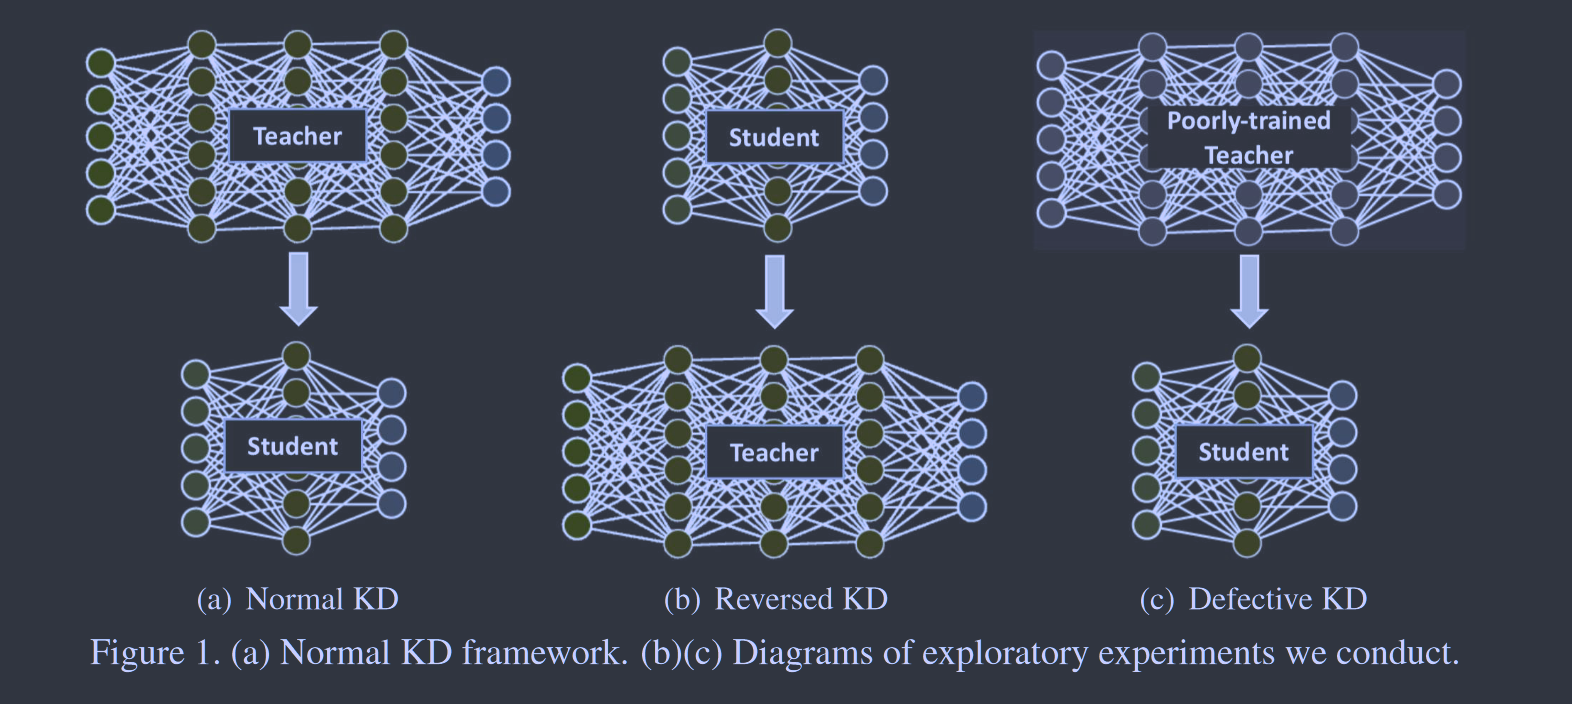 Teacher
Student
Poorly-trained
Teacher
Student
Teacher
Student
(a) Normal KD
(b) Reversed KD
(c) Defective KD
Figure 1. (a) Normal KD framework. (b)(c) Diagrams of exploratory experiments we conduct.